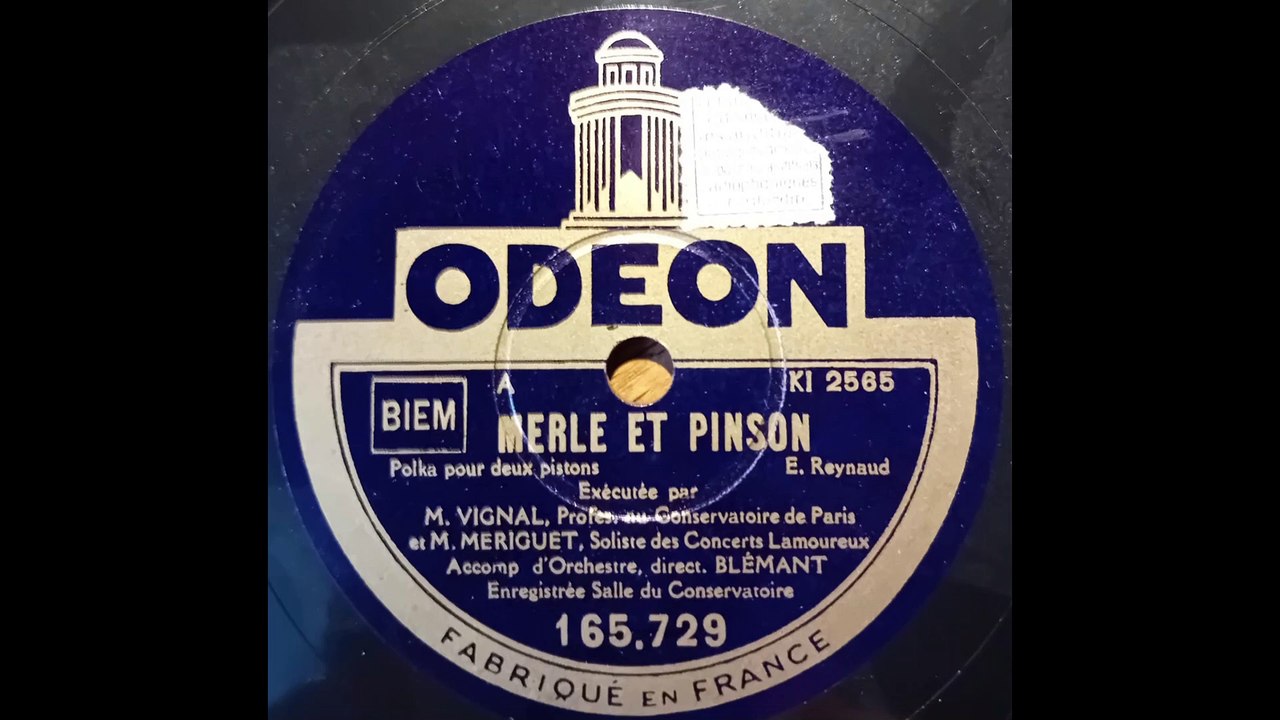 ODEON
BIEM
A
KI 2565
MERLE ET PINSON
Polka pour deux pistons E. Reynaud
Exécutée par
M. VIGNAL, Profes. au Conservatoire de Paris
et M. MERIGUET, Soliste des Concerts Lamoureux
Accomp d'Orchestre, direct. BLÉMANT
Enregistrée Salle du Conservatoire
165.729
FABRIQUÉ EN FRANCE